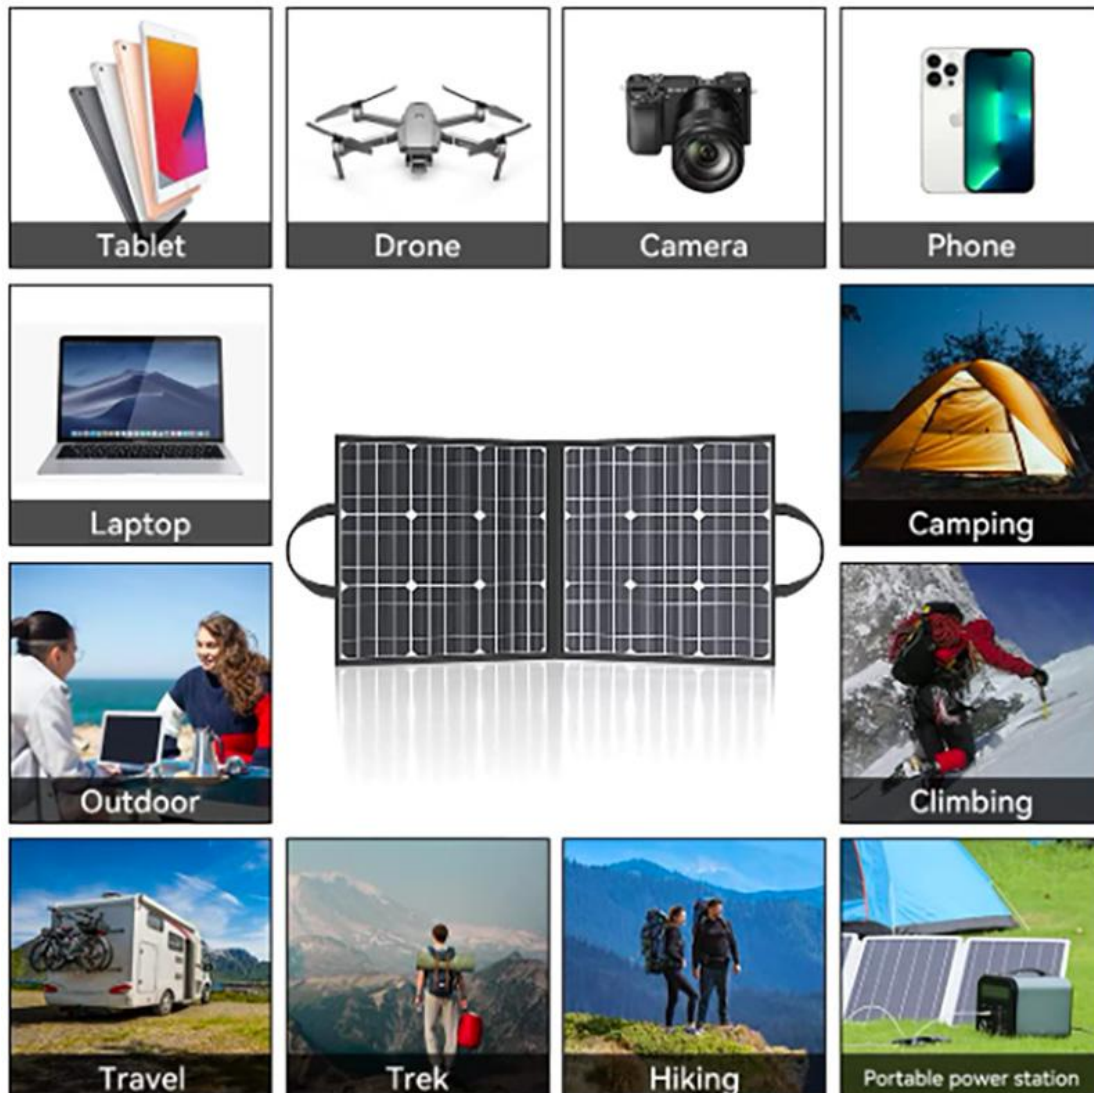 Tablet
Drone
Camera
Phone
Laptop
Camping
Outdoor
Climbing
Travel
Trek
Hiking
Portable power station